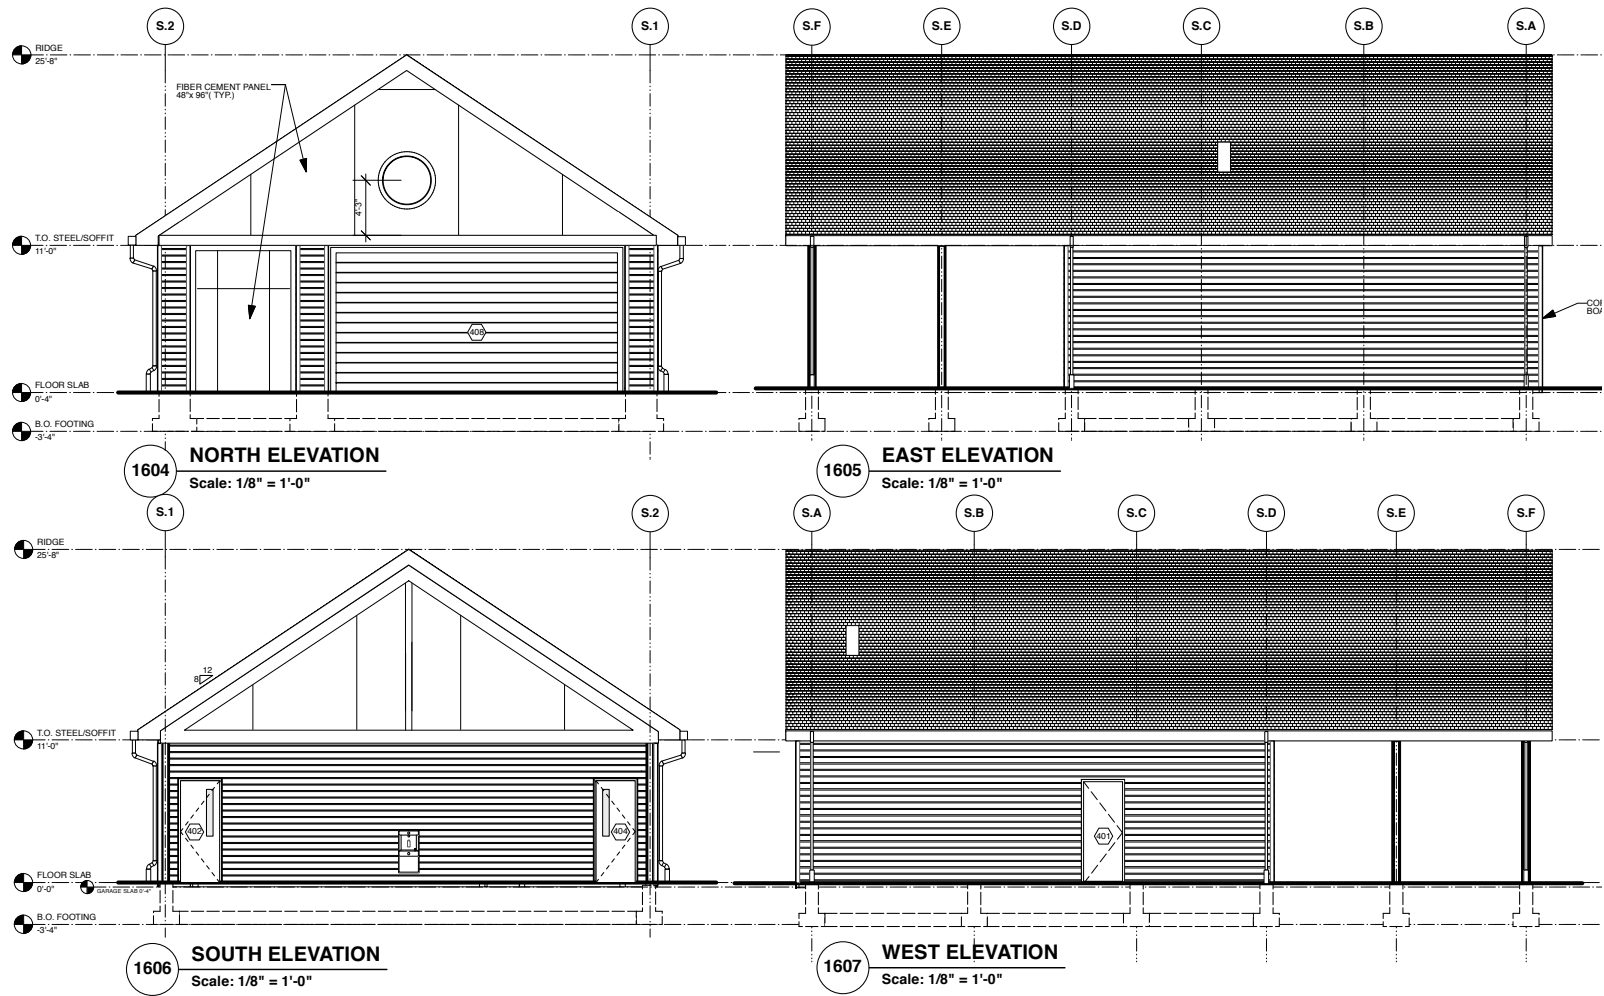 S.2
S.1
S.F
S.E
S.D
S.C
S.B
S.A
RIDGE
25'-8"
FIBER CEMENT PANEL
48"x 96"( TYP.)
4'-3"
T.O. STEEL/SOFFIT
11'-0"
408
COR
BOA
FLOOR SLAB
0'-4"
B.O. FOOTING
-3'-4"
1604
NORTH ELEVATION
Scale: 1/8" = 1'-0"
1605
EAST ELEVATION
Scale: 1/8" = 1'-0"
S.1
S.2
S.A
S.B
S.C
S.D
S.E
S.F
RIDGE
25'-8"
12
8
T.O. STEEL/SOFFIT
11'-0"
402
404
401
FLOOR SLAB
0'-0"
GARAGE SLAB 0'-4"
B.O. FOOTING
-3'-4"
1606
SOUTH ELEVATION
Scale: 1/8" = 1'-0"
1607
WEST ELEVATION
Scale: 1/8" = 1'-0"